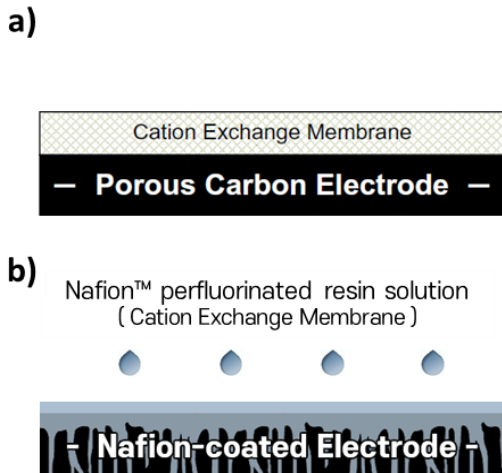 a)
Cation Exchange Membrane
– Porous Carbon Electrode –
b)
Nafion™ perfluorinated resin solution
( Cation Exchange Membrane )
- Nafion-coated Electrode -